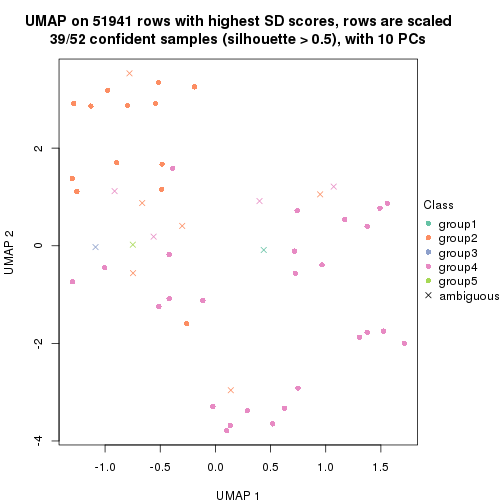 UMAP on 51941 rows with highest SD scores, rows are scaled
39/52 confident samples (silhouette > 0.5), with 10 PCs
2
0
-2
-4
UMAP 2
-1.0 -0.5 0.0 0.5 1.0 1.5
UMAP 1
Class
group1
group2
group3
group4
group5
ambiguous